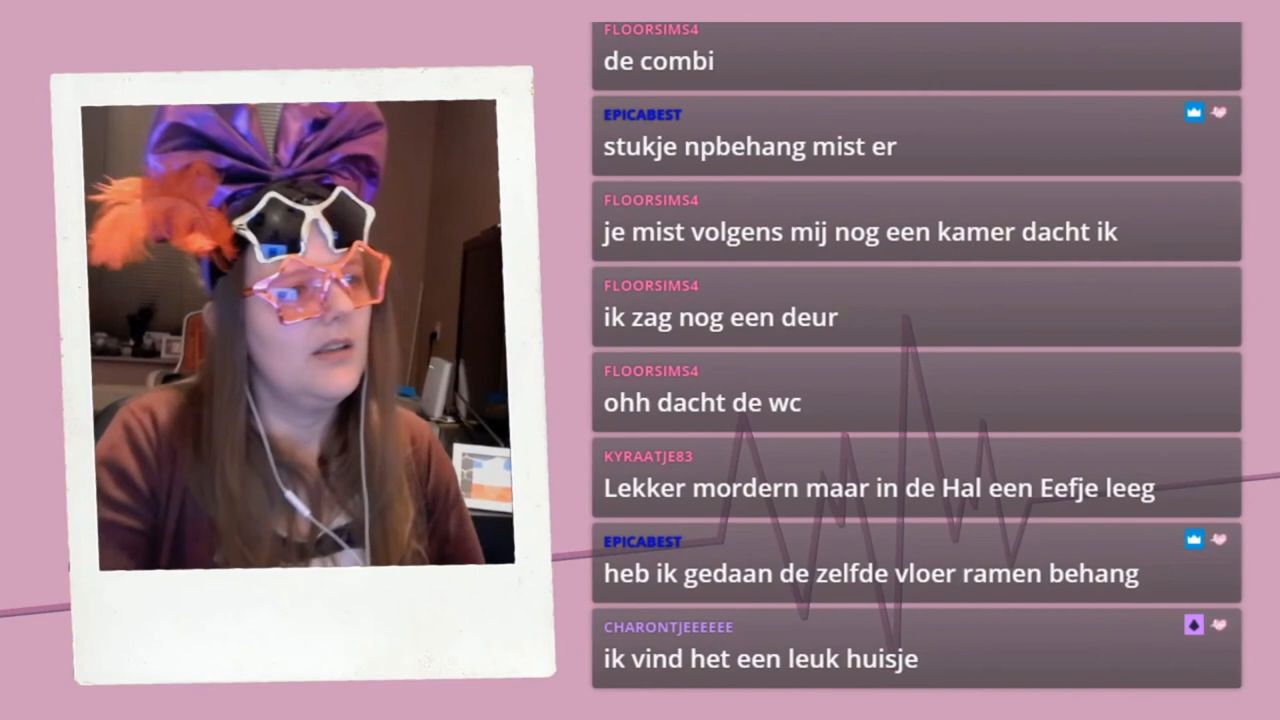 FLOORSIMS4
de combi
EPICABEST
stukje npbehang mist er
FLOORSIMS4
je mist volgens mij nog een kamer dacht ik
FLOORSIMS4
ik zag nog een deur
FLOORSIMS4
ohh dacht de wc
KYRAATJE83
Lekker mordern maar in de Hal een Eefje leeg
EPICABEST
heb ik gedaan de zelfde vloer ramen behang
CHARONTJEEEEEE
ik vind het een leuk huisje